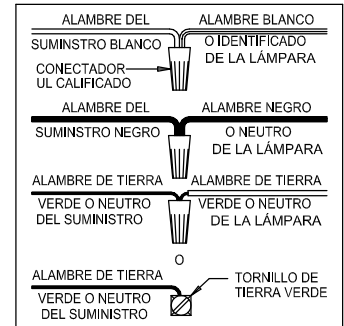 ALAMBRE DEL ALAMBRE BLANCO
SUMINSTRO BLANCO O IDENTIFICADO
DE LA LÁMPARA
CONECTADOR
UL CALIFICADO
ALAMBRE DEL ALAMBRE NEGRO
SUMINSTRO NEGRO O NEUTRO
DE LA LÁMPARA
ALAMBRE DE TIERRA ALAMBRE DE TIERRA
VERDE O NEUTRO VERDE O NEUTRO
DEL SUMINISTRO DE LA LÁMPARA
O
ALAMBRE DE TIERRA TORNILLO DE
TIERRA VERDE
VERDE O NEUTRO
DEL SUMINISTRO